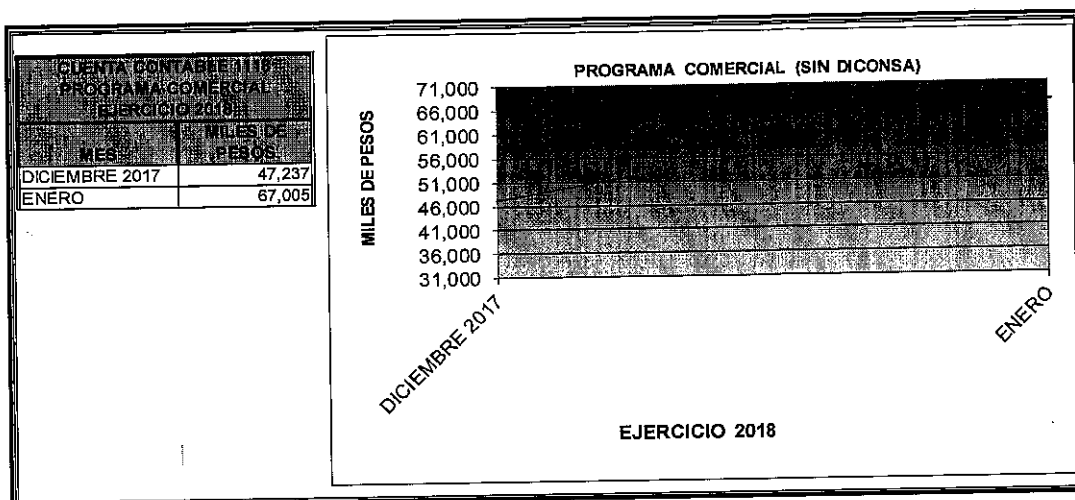 CUENTA CONTABLE 1118
PROGRAMA COMERCIAL
EJERCICIO 2018
MES MILES DE PESOS
DICIEMBRE 2017 47,237
ENERO 67,005
PROGRAMA COMERCIAL (SIN DICONSA)
MILES DE PESOS
71,000
66,000
61,000
56,000
51,000
46,000
41,000
36,000
31,000
DICIEMBRE 2017
ENERO
EJERCICIO 2018